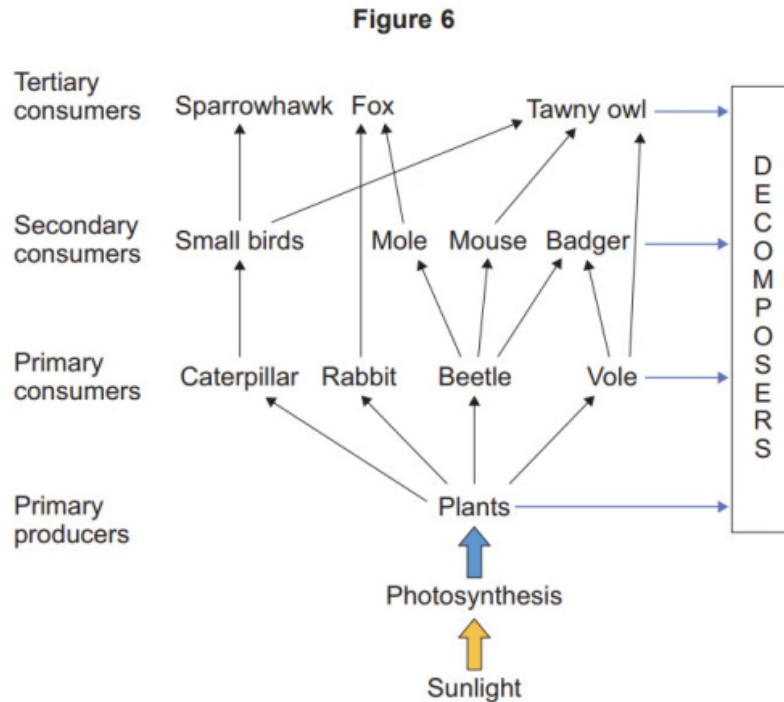 Figure 6
Tertiary
consumers
Sparrowhawk Fox Tawny owl
Secondary
consumers
Small birds Mole Mouse Badger
Primary
consumers
Caterpillar Rabbit Beetle Vole
Primary
producers
Plants
Photosynthesis
Sunlight
D
E
C
O
M
P
O
S
E
R
S